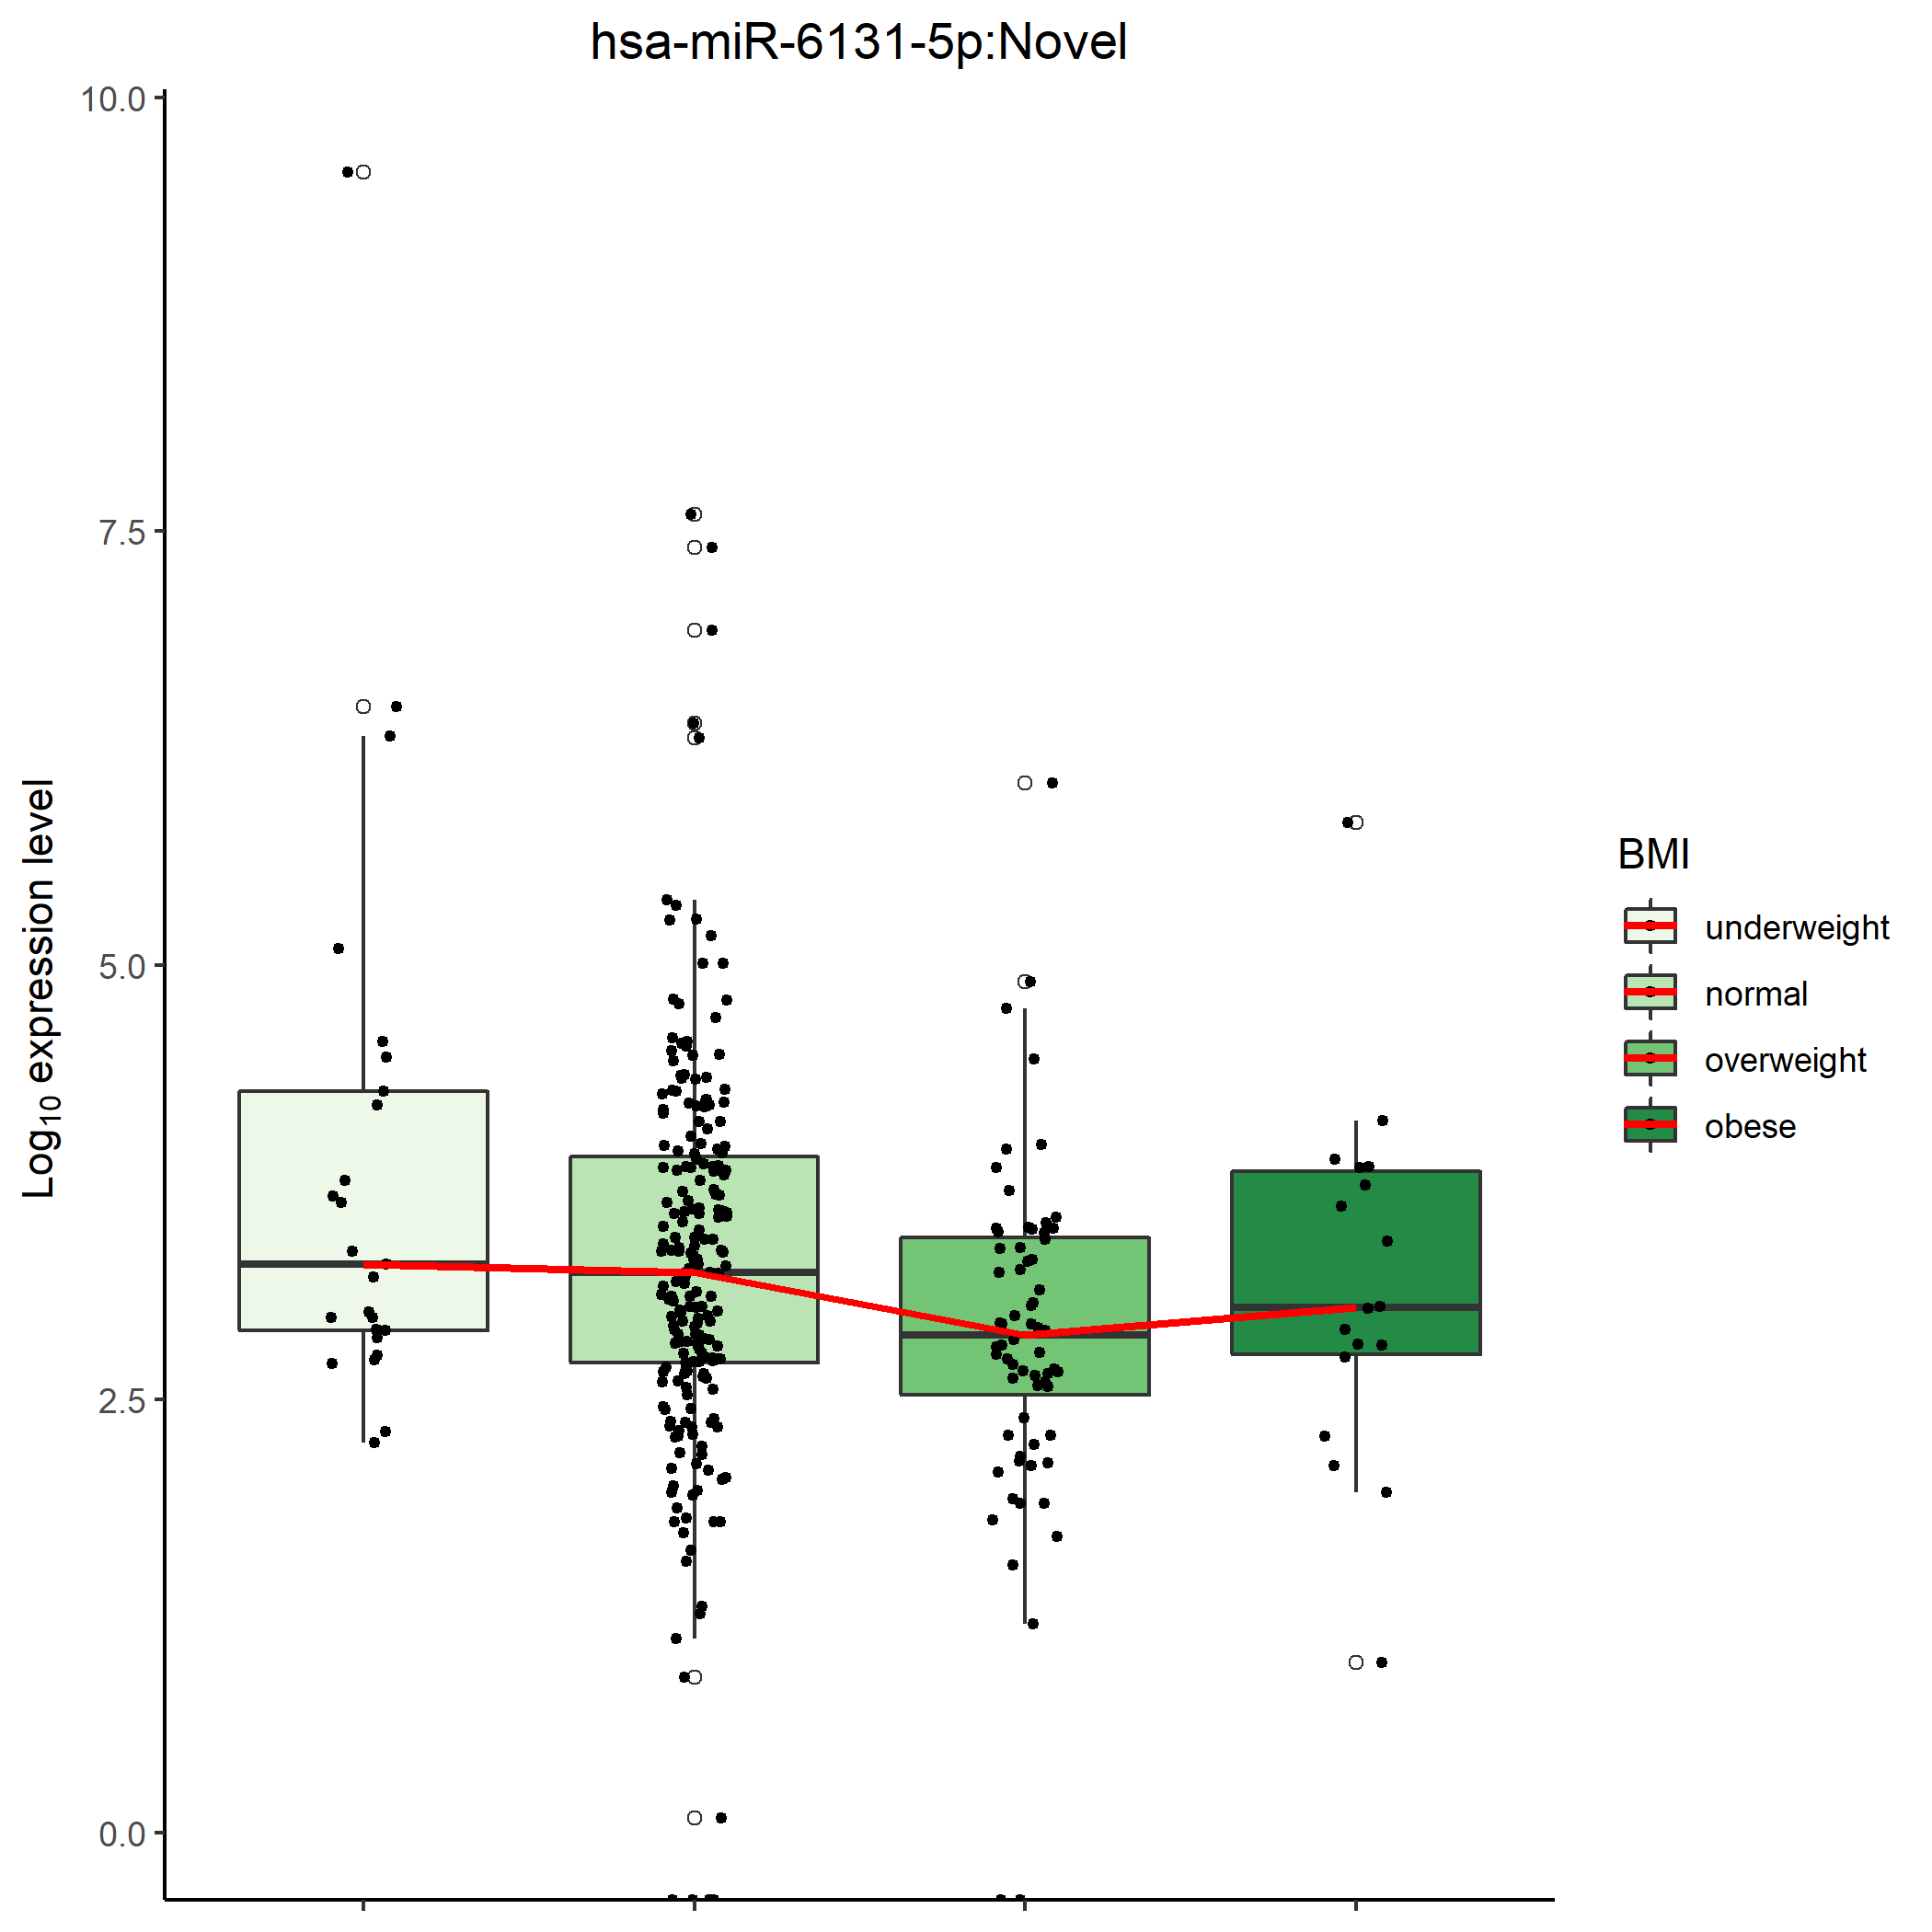 hsa-miR-6131-5p:Novel
10.0
7.5
5.0
2.5
0.0
Log₁₀ expression level
BMI
underweight
normal
overweight
obese